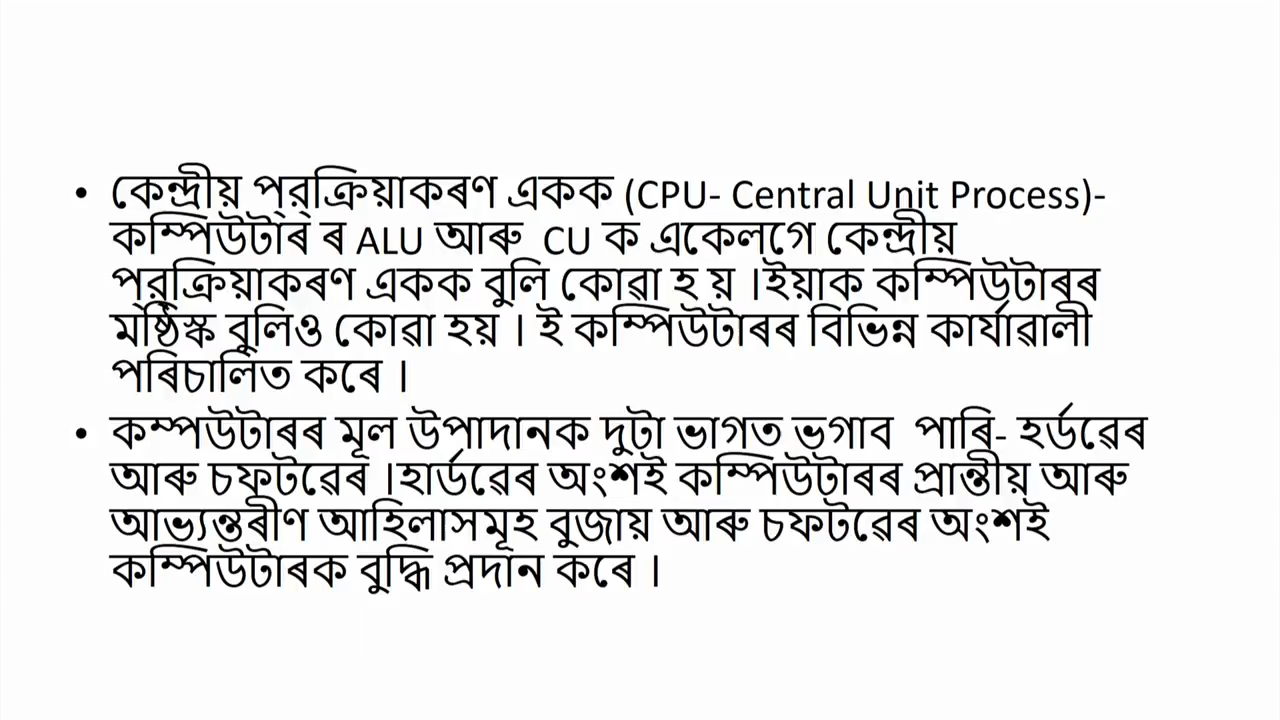 • কেন্দ্ৰীয় প্ৰ্ৰক্ৰিয়াকৰণ একক (CPU- Central Unit Process)-
কম্পিউটাৰ ৰ ALU আৰু CU ক একেলগে কেন্দ্ৰীয়
প্ৰ্ৰক্ৰিয়াকৰণ একক বুলি কোৱা হ য় ।ইয়াক কম্পিউটাৰৰ
মষ্ঠিস্ক বুলিও কোৱা হয় । ই কম্পিউটাৰৰ বিভিন্ন কাৰ্যাৱালী
পৰিচালিত কৰে ।
• কম্পউটাৰৰ মূল উপাদানক দুটা ভাগত ভগাব পাৰি- হৰ্ডৱেৰ
আৰু চফটৱেৰ ।হাৰ্ডৱেৰ অংশই কম্পিউটাৰৰ প্ৰান্তীয় আৰু
আভ্যন্তৰীণ আহিলাসমূহ বুজায় আৰু চফটৱেৰ অংশই
কম্পিউটাৰক বুদ্ধি প্ৰদান কৰে ।